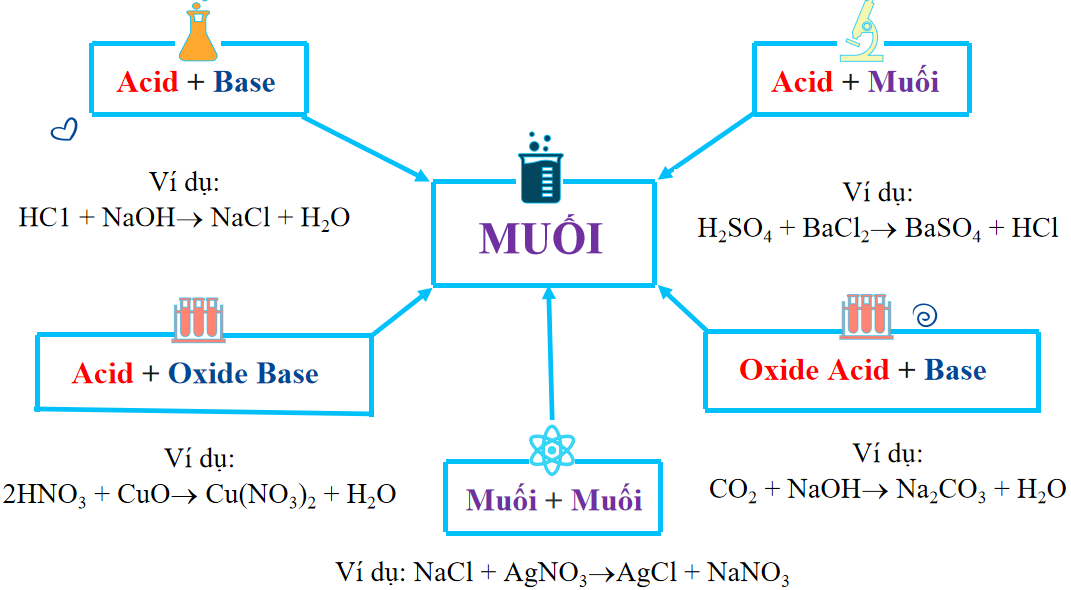 Acid + Base
Ví dụ:
HC1 + NaOH→ NaCl + H₂O
Acid + Muối
Ví dụ:
H₂SO₄ + BaCl₂→ BaSO₄ + HCl
MUỐI
Acid + Oxide Base
Ví dụ:
2HNO₃ + CuO→ Cu(NO₃)₂ + H₂O
Oxide Acid + Base
Ví dụ:
CO₂ + NaOH→ Na₂CO₃ + H₂O
Muối + Muối
Ví dụ: NaCl + AgNO₃→AgCl + NaNO₃